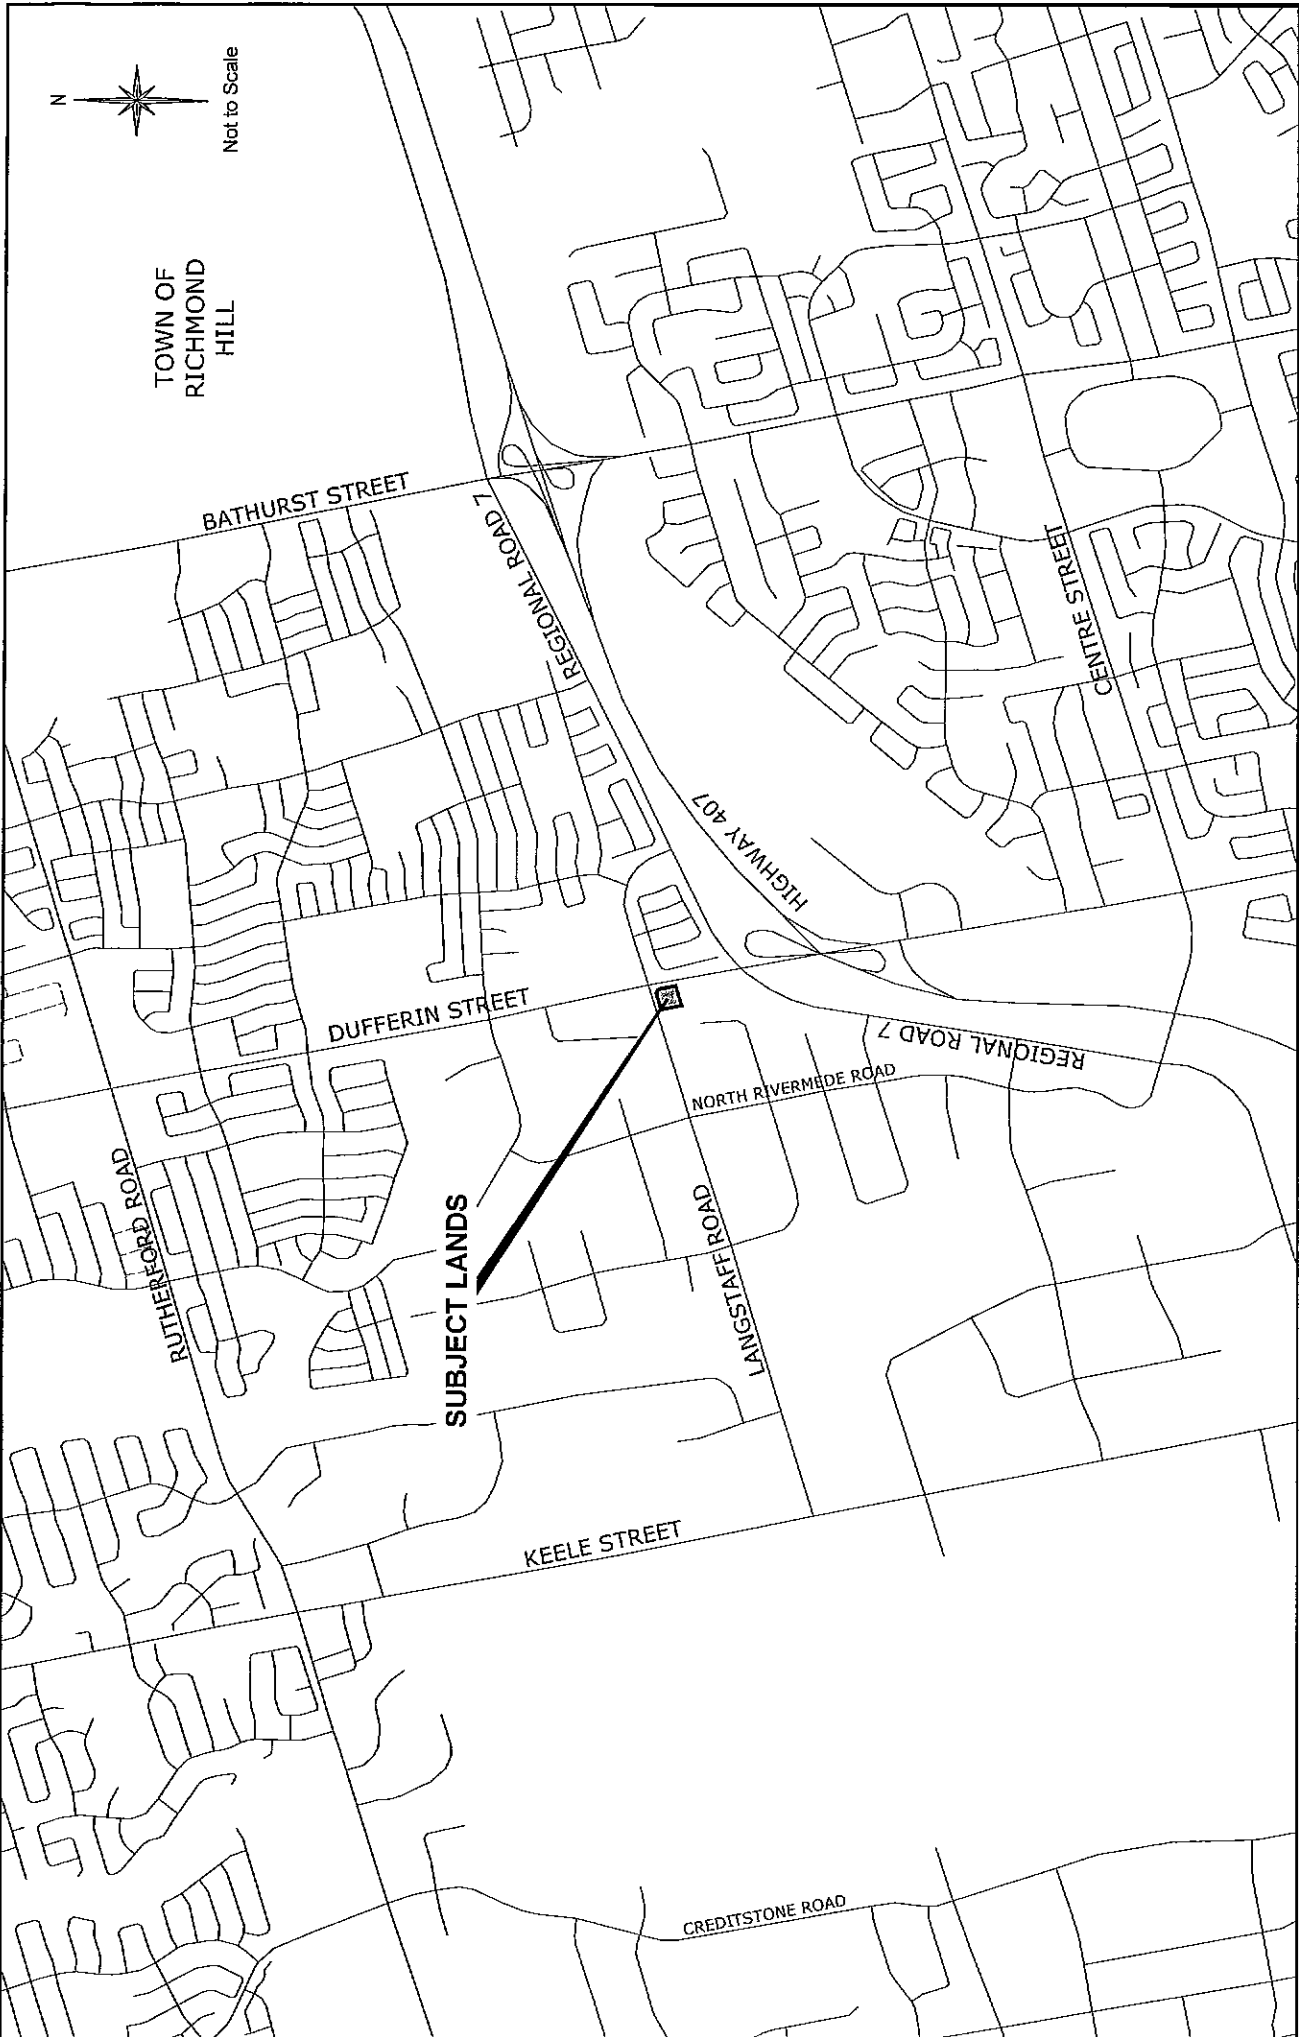 N
Not to Scale
TOWN OF
RICHMOND
HILL
BATHURST STREET
REGIONAL ROAD 7
HIGHWAY 407
CENTRE STREET
DUFFERIN STREET
REGIONAL ROAD 7
NORTH RIVERMEDE ROAD
RUTHERFORD ROAD
SUBJECT LANDS
LANGSTAFF ROAD
KEELE STREET
CREDITSTONE ROAD